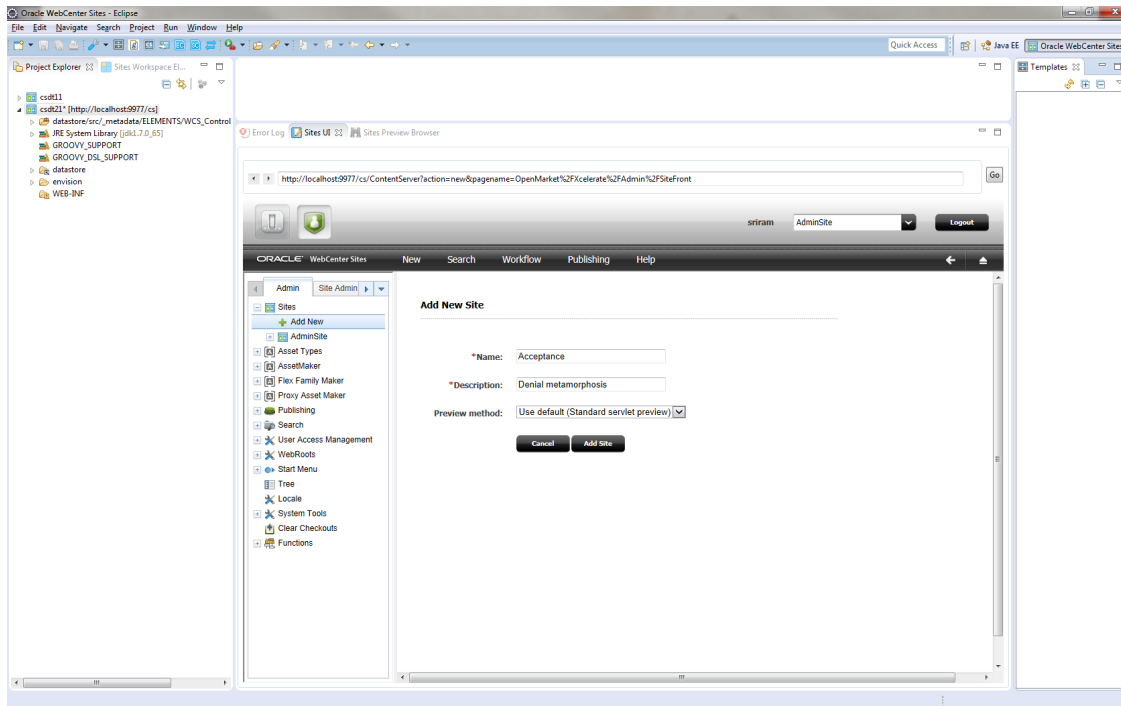 Oracle WebCenter Sites - Eclipse
File Edit Navigate Search Project Run Window Help
Quick Access
Java EE
Oracle WebCenter Sites
Project Explorer
Sites Workspace El...
csdt11
csdt21* [http://localhost:9977/cs]
datastore/src/_metadata/ELEMENTS/WCS_Control
JRE System Library [jdk1.7.0_65]
GROOVY_SUPPORT
GROOVY_DSL_SUPPORT
datastore
envision
WEB-INF
Error Log
Sites UI
Sites Preview Browser
http://localhost:9977/cs/ContentServer?action=new&pagename=OpenMarket%2FXcelerate%2FAdmin%2FSiteFront
Go
sriram
AdminSite
Logout
ORACLE WebCenter Sites
New Search Workflow Publishing Help
Admin
Site Admin
Sites
Add New
AdminSite
Asset Types
AssetMaker
Flex Family Maker
Proxy Asset Maker
Publishing
Search
User Access Management
WebRoots
Start Menu
Tree
Locale
System Tools
Clear Checkouts
Functions
Add New Site
*Name: Acceptance
*Description: Denial metamorphosis
Preview method: Use default (Standard servlet preview)
Cancel
Add Site
Templates